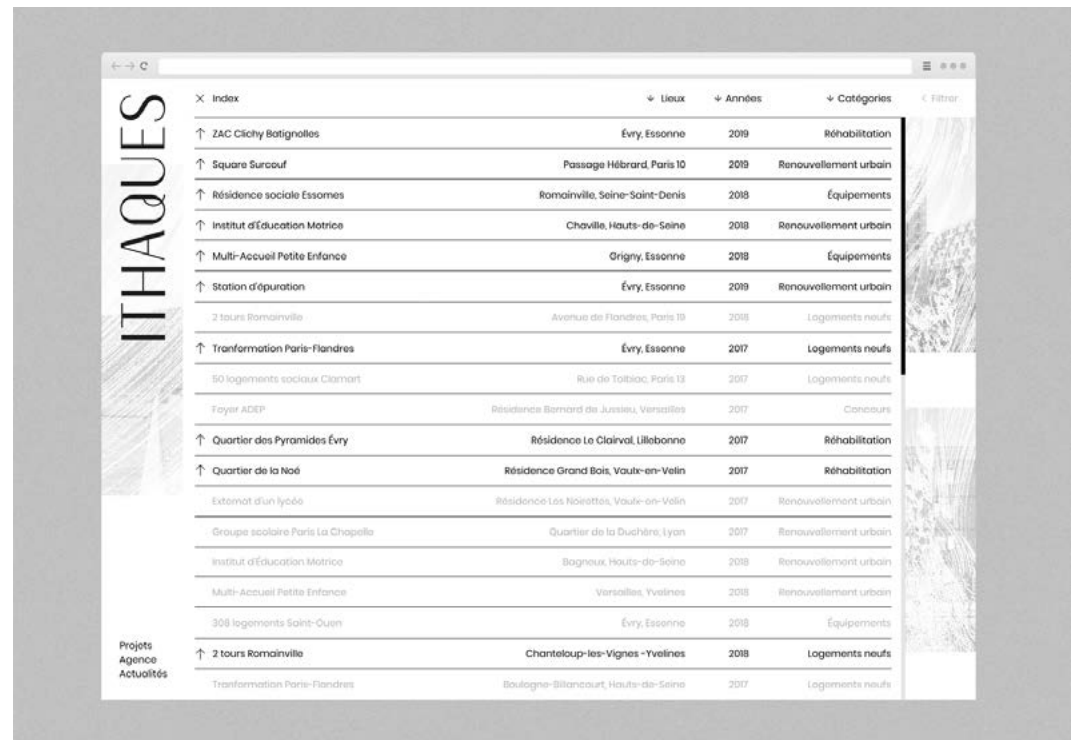 ITHAQUES
× Index ↓ Lieux ↓ Années ↓ Catégories < Filtrer
↑ ZAC Clichy Batignolles Évry, Essonne 2019 Réhabilitation
↑ Square Surcouf Passage Hébrard, Paris 10 2019 Renouvellement urbain
↑ Résidence sociale Essomes Romainville, Seine-Saint-Denis 2018 Équipements
↑ Institut d'Éducation Motrice Chaville, Hauts-de-Seine 2018 Renouvellement urbain
↑ Multi-Accueil Petite Enfance Grigny, Essonne 2018 Équipements
↑ Station d'épuration Évry, Essonne 2019 Renouvellement urbain
2 tours Romainville Avenue de Flandres, Paris 19 2018 Logements neufs
↑ Tranformation Paris-Flandres Évry, Essonne 2017 Logements neufs
50 logements sociaux Clamart Rue de Tolbiac, Paris 13 2017 Logements neufs
Foyer ADEP Résidence Bernard de Jussieu, Versailles 2017 Concours
↑ Quartier des Pyramides Évry Résidence Le Clairval, Lillebonne 2017 Réhabilitation
↑ Quartier de la Noé Résidence Grand Bois, Vaulx-en-Velin 2017 Réhabilitation
Externat d'un lycée Résidence Les Noirettes, Vaulx-en-Velin 2017 Renouvellement urbain
Groupe scolaire Paris La Chapelle Quartier de la Duchère, Lyon 2017 Renouvellement urbain
Institut d'Éducation Motrice Bagneux, Hauts-de-Seine 2018 Renouvellement urbain
Multi-Accueil Petite Enfance Versailles, Yvelines 2018 Renouvellement urbain
308 logements Saint-Ouen Évry, Essonne 2018 Équipements
↑ 2 tours Romainville Chanteloup-les-Vignes -Yvelines 2018 Logements neufs
Tranformation Paris-Flandres Boulogne-Billancourt, Hauts-de-Seine 2017 Logements neufs
Projets
Agence
Actualités